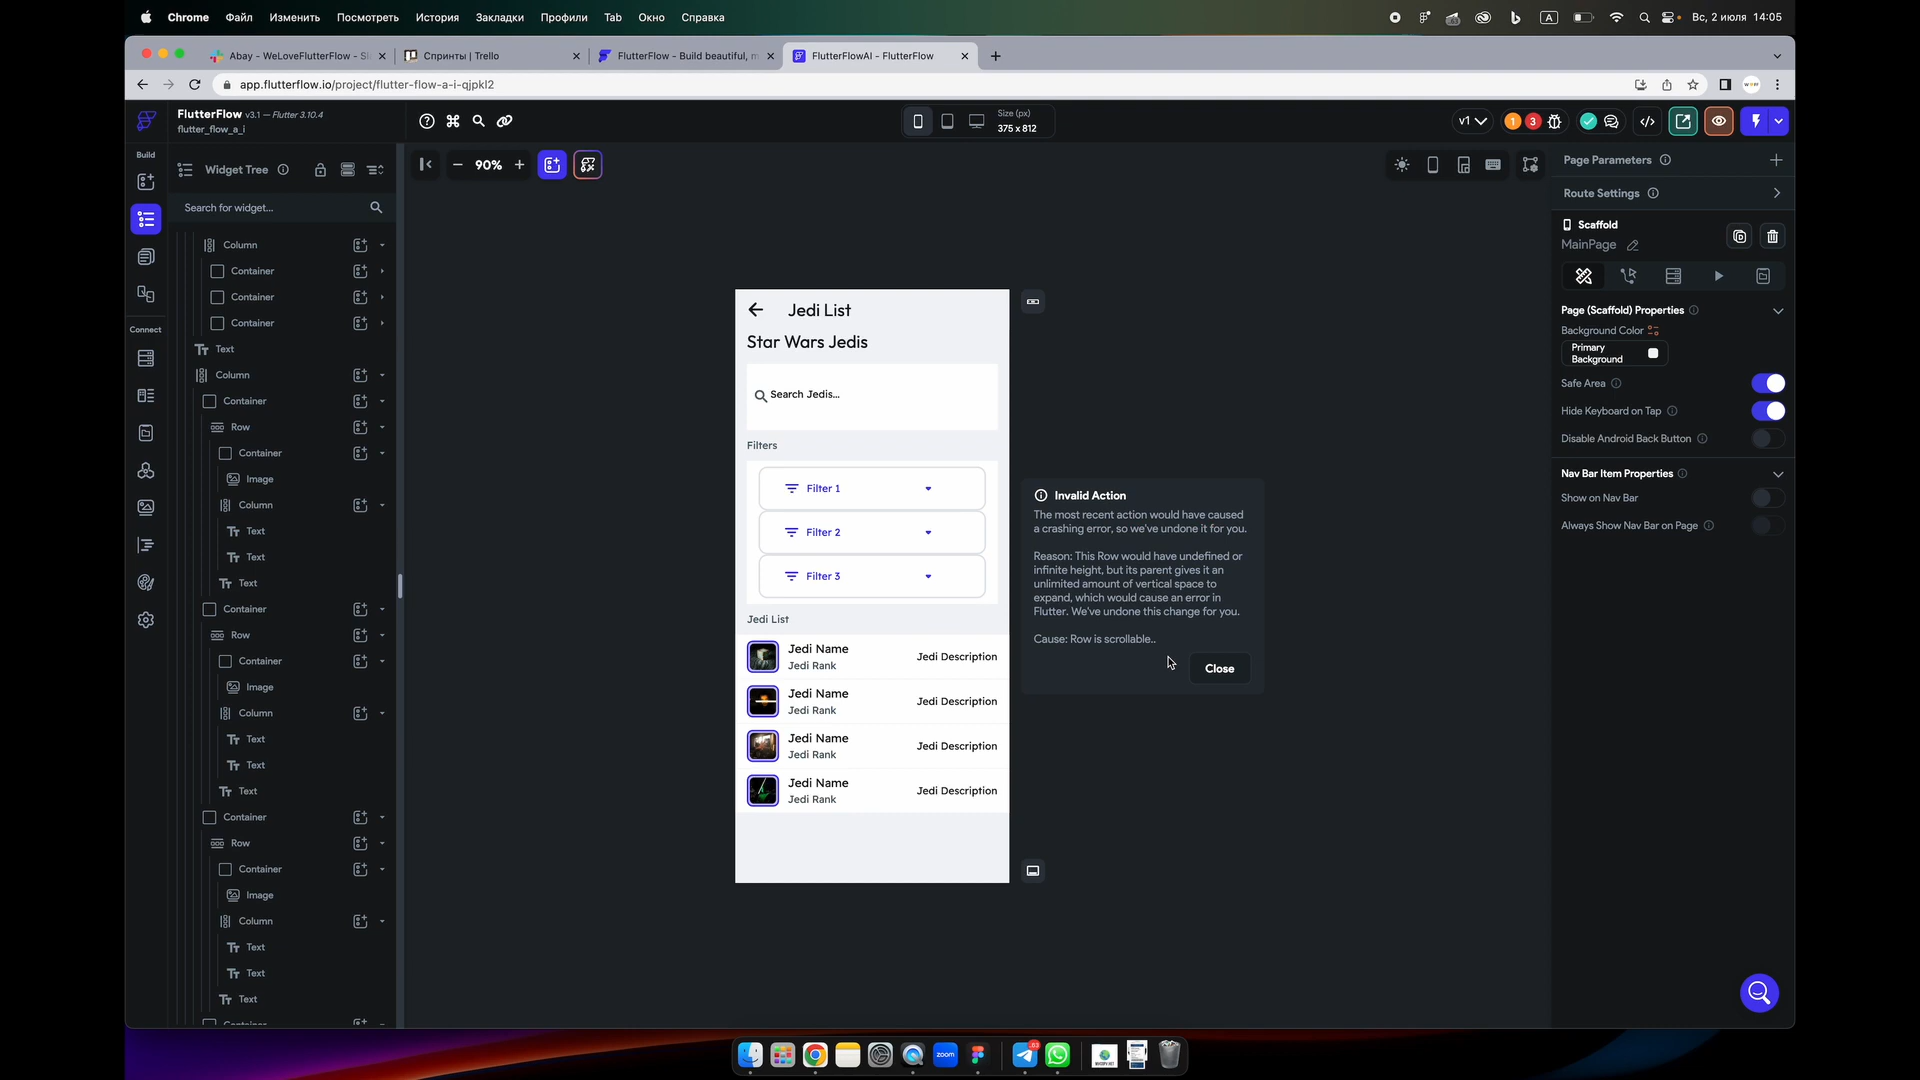 Chrome Файл Изменить Посмотреть История Закладки Профили Tab Окно Справка
A
Вс, 2 июля 14:05
Abay - WeLoveFlutterFlow - Sl
Спринты | Trello
FlutterFlow - Build beautiful, m
FlutterFlowAI - FlutterFlow
app.flutterflow.io/project/flutter-flow-a-i-qjpkl2
FlutterFlow v3.1 – Flutter 3.10.4
flutter_flow_a_i
Size (px)
375 x 812
v1
1
3
Build
Connect
Widget Tree
Search for widget...
Column
Container
Container
Container
Text
Column
Container
Row
Container
Image
Column
Text
Text
Text
Container
Row
Container
Image
Column
Text
Text
Text
Container
Row
Container
Image
Column
Text
Text
Text
Container
90%
Jedi List
Star Wars Jedis
Search Jedis...
Filters
Filter 1
Filter 2
Filter 3
Jedi List
Jedi Name
Jedi Rank
Jedi Description
Jedi Name
Jedi Rank
Jedi Description
Jedi Name
Jedi Rank
Jedi Description
Jedi Name
Jedi Rank
Jedi Description
Invalid Action
The most recent action would have caused
a crashing error, so we've undone it for you.
Reason: This Row would have undefined or
infinite height, but its parent gives it an
unlimited amount of vertical space to
expand, which would cause an error in
Flutter. We've undone this change for you.
Cause: Row is scrollable..
Close
Page Parameters
Route Settings
Scaffold
MainPage
Page (Scaffold) Properties
Background Color
Primary
Background
Safe Area
Hide Keyboard on Tap
Disable Android Back Button
Nav Bar Item Properties
Show on Nav Bar
Always Show Nav Bar on Page
zoom